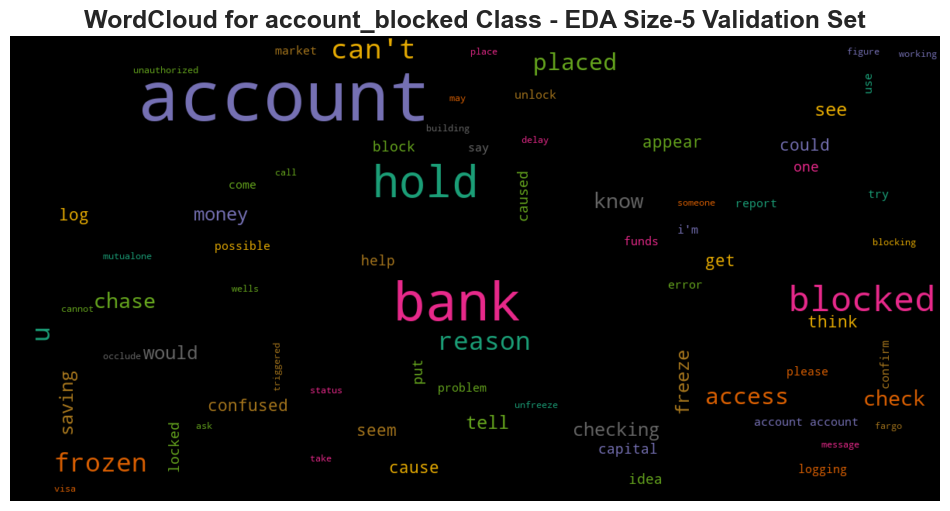 WordCloud for account_blocked Class - EDA Size-5 Validation Set
market
can't
place
figure
working
unauthorized
account
placed
may
unlock
use
see
building
block
say
delay
appear
could
one
hold
come
call
caused
know
someone
report
try
log
money
i'm
possible
funds
blocking
mutualone
help
get
error
wells
chase
cannot
bank
blocked
think
u
reason
occlude
would
triggered
put
freeze
confirm
saving
status
problem
please
access
check
confused
unfreeze
locked
ask
tell
seem
checking
account account
fargo
capital
message
frozen
take
cause
logging
idea
visa